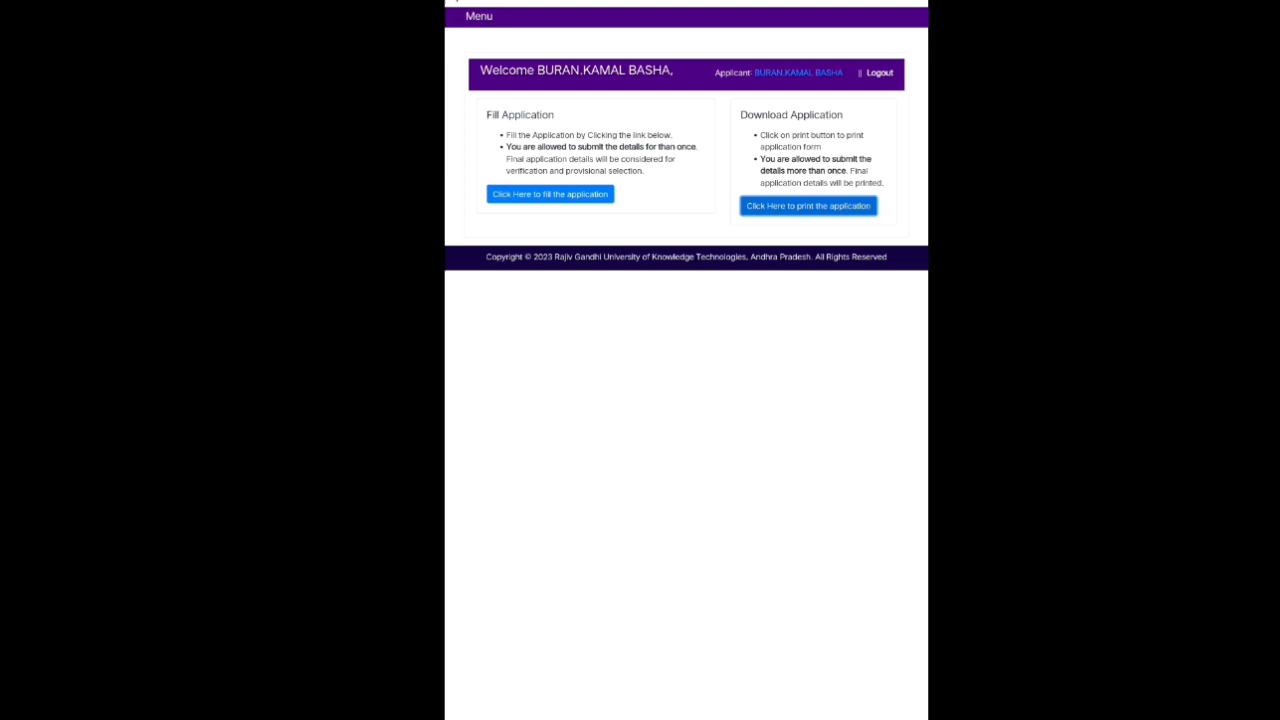 Menu
Welcome BURAN.KAMAL BASHA,
Applicant: BURAN.KAMAL BASHA || Logout
Fill Application
• Fill the Application by Clicking the link below.
• You are allowed to submit the details for than once.
Final application details will be considered for
verification and provisional selection.
Click Here to fill the application
Download Application
• Click on print button to print
application form
• You are allowed to submit the
details more than once. Final
application details will be printed.
Click Here to print the application
Copyright © 2023 Rajiv Gandhi University of Knowledge Technologies, Andhra Pradesh. All Rights Reserved